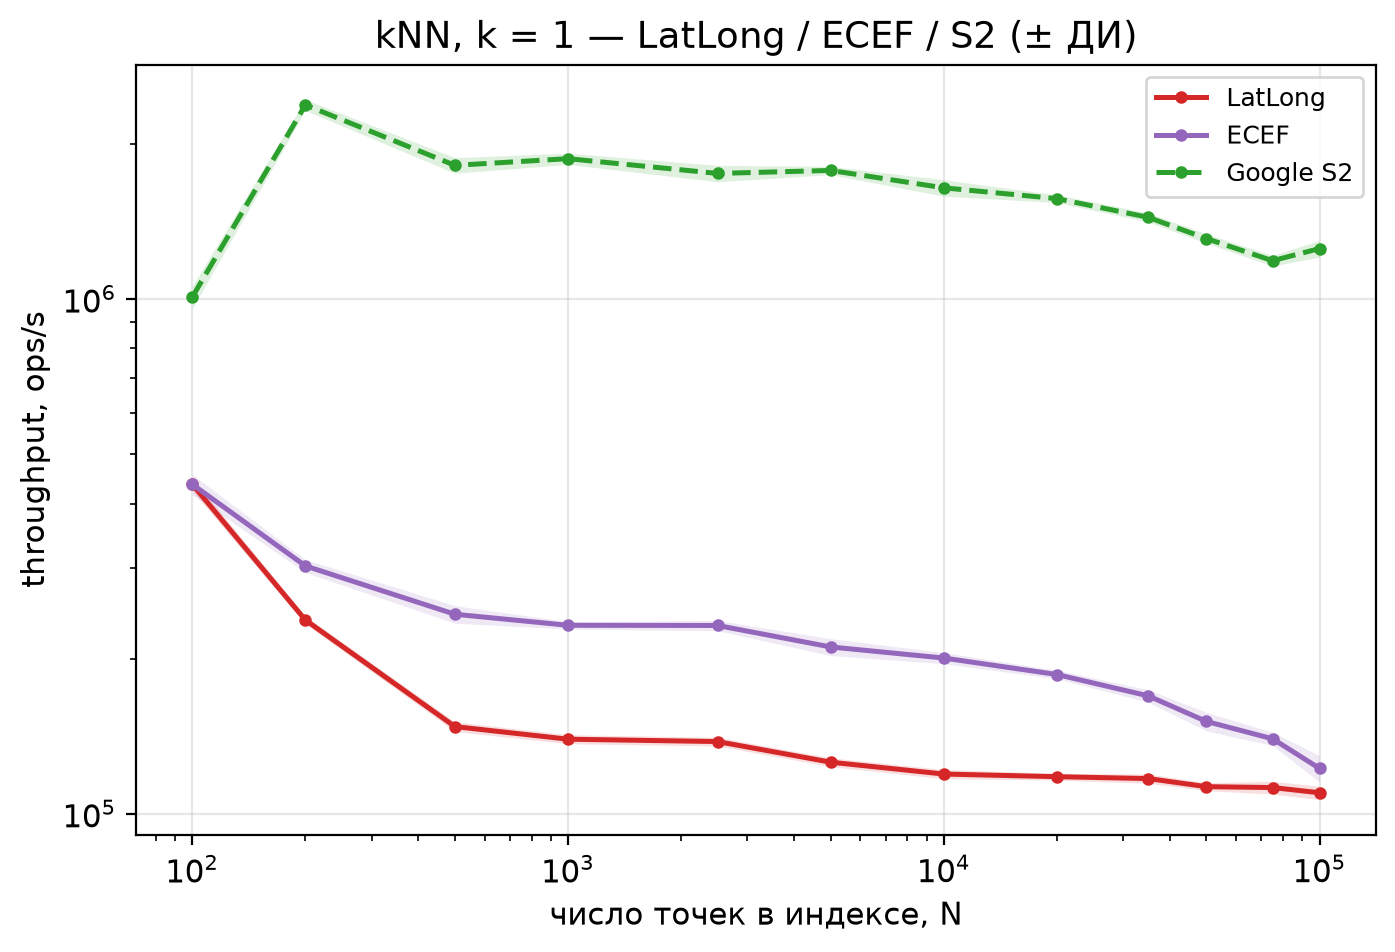 kNN, k = 1 — LatLong / ECEF / S2 (± ДИ)
LatLong
ECEF
Google S2
throughput, ops/s
10⁶
10⁵
10²
10³
10⁴
10⁵
число точек в индексе, N